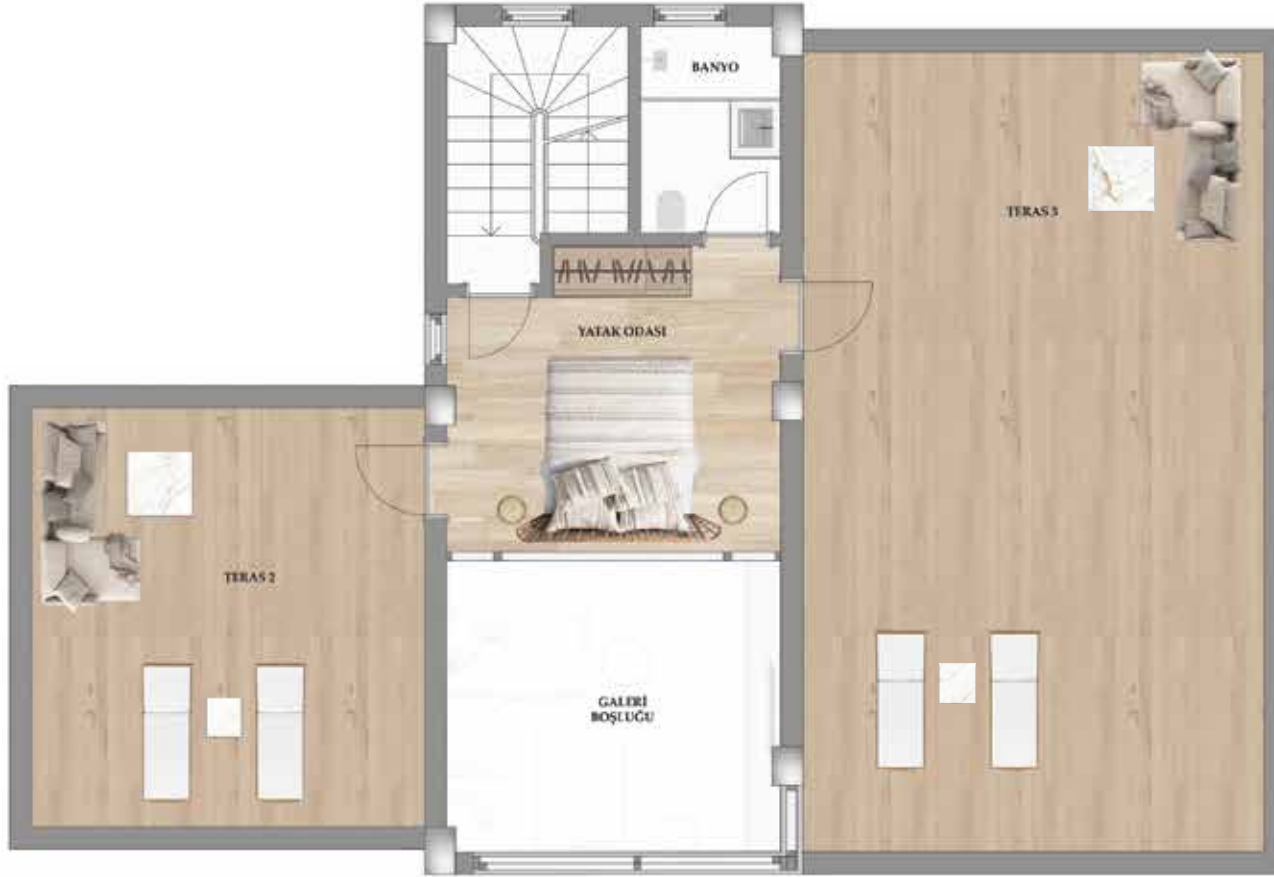 BANYO
TERAS 3
YATAK ODASI
TERAS 2
GALERİ
BOŞLUĞU